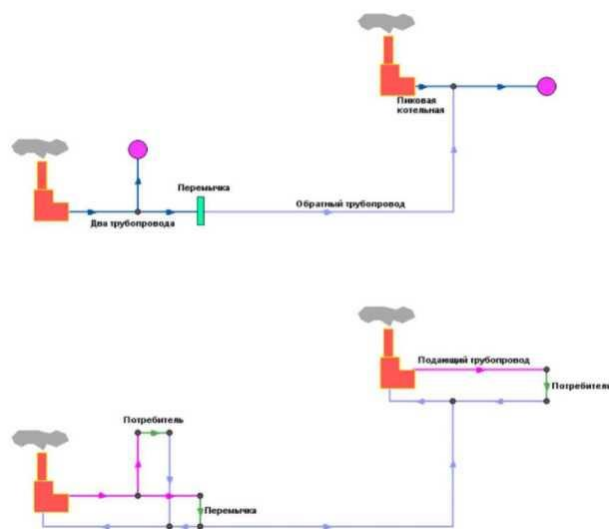 Пиковая
котельная
Перемычка
Обратный трубопровод
Два трубопровода
Подающий трубопровод
Потребитель
Потребитель
Перемычка